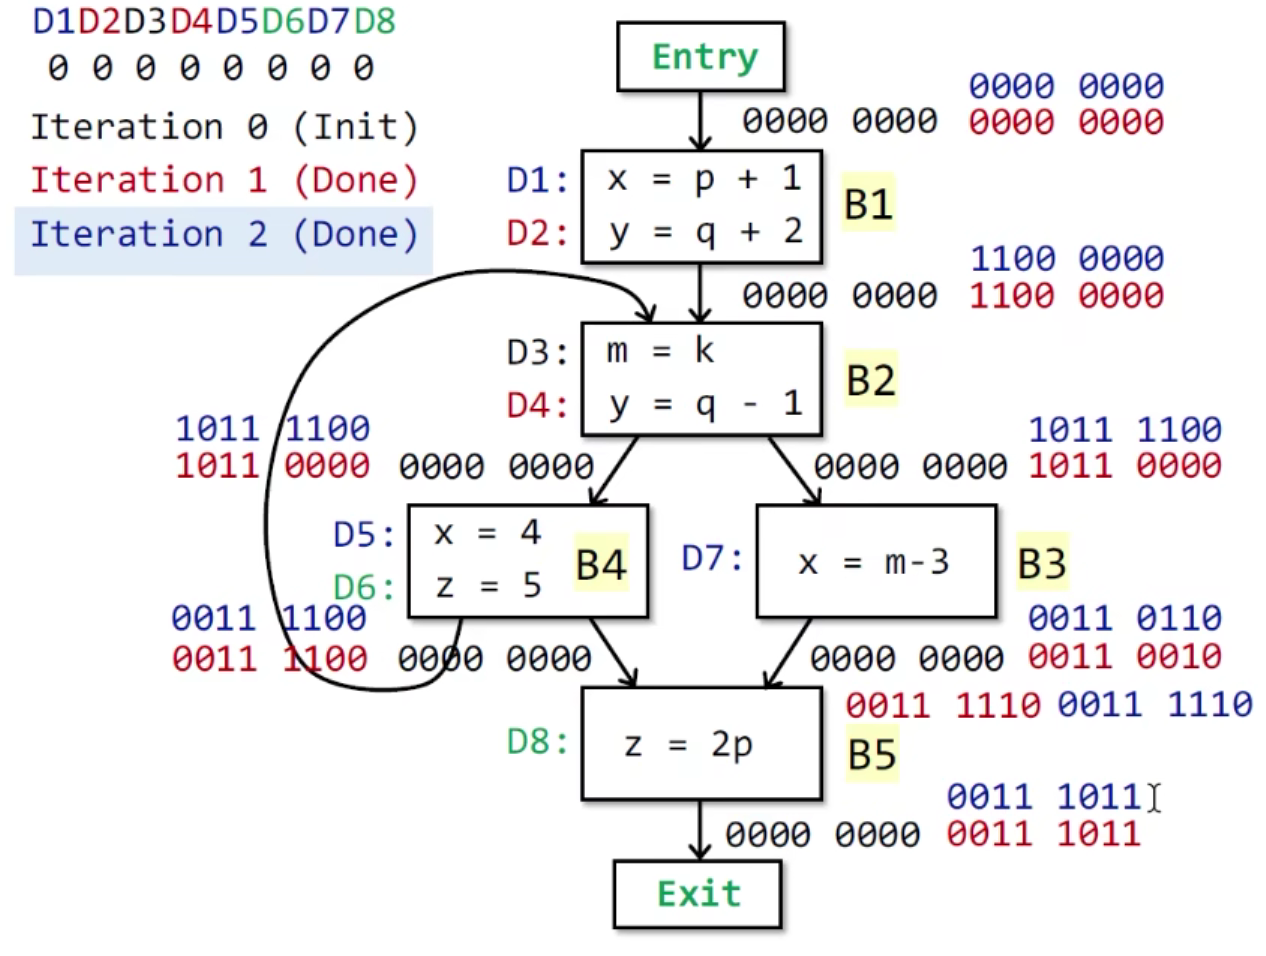 D1D2D3D4D5D6D7D8
0 0 0 0 0 0 0 0
Iteration 0 (Init)
Iteration 1 (Done)
Iteration 2 (Done)
Entry
0000 0000
0000 0000 0000 0000
D1: x = p + 1
D2: y = q + 2
B1
1100 0000
0000 0000 1100 0000
D3: m = k
D4: y = q - 1
B2
1011 1100
1011 0000 0000 0000
1011 1100
0000 0000 1011 0000
D5: x = 4
D6: z = 5
B4
D7: x = m-3
B3
0011 1100
0011 1100 0000 0000
0011 0110
0000 0000 0011 0010
0011 1110 0011 1110
D8: z = 2p
B5
0011 1011
0000 0000 0011 1011
Exit